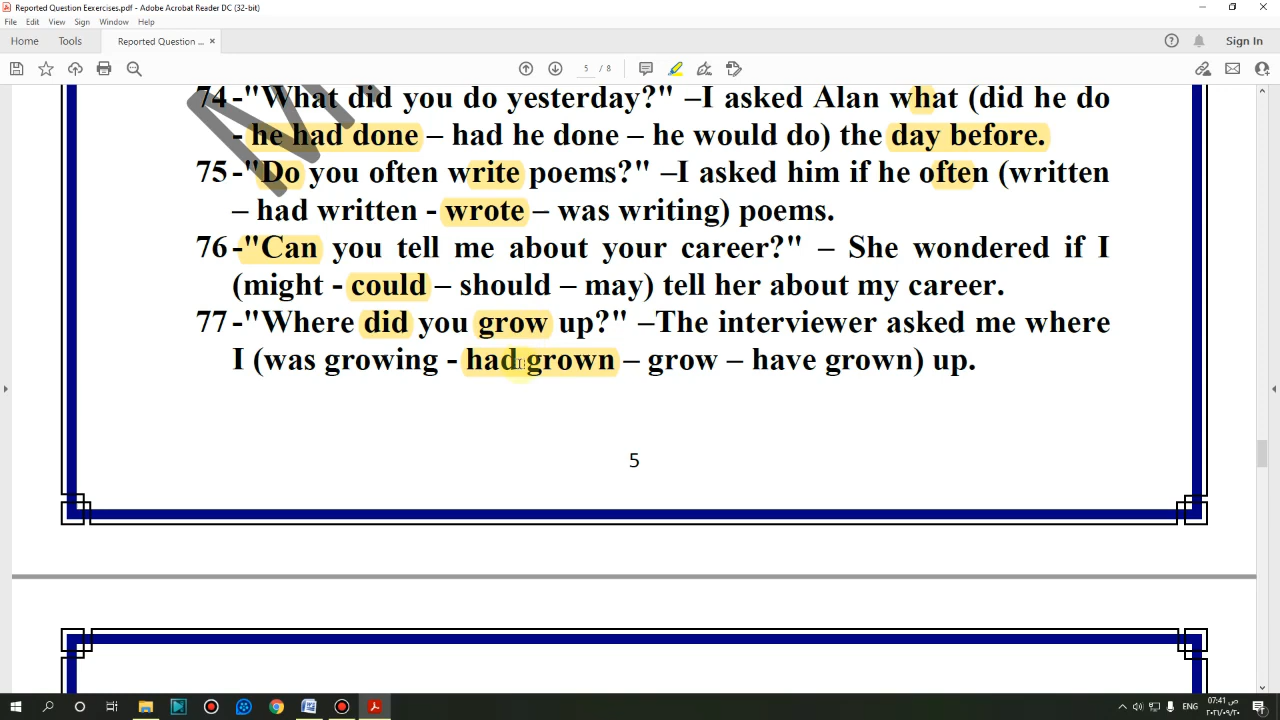 Reported Question Eexercises.pdf - Adobe Acrobat Reader DC (32-bit)
File Edit View Sign Window Help
Home Tools Reported Question ... × Sign In
5 / 8
74 -"What did you do yesterday?" –I asked Alan what (did he do
- he had done – had he done – he would do) the day before.
75 -"Do you often write poems?" –I asked him if he often (written
– had written - wrote – was writing) poems.
76 -"Can you tell me about your career?" – She wondered if I
(might - could – should – may) tell her about my career.
77 -"Where did you grow up?" –The interviewer asked me where
I (was growing - had grown – grow – have grown) up.
5
ENG
07:41 ص
٢٠٢١/٠٩/٢٠